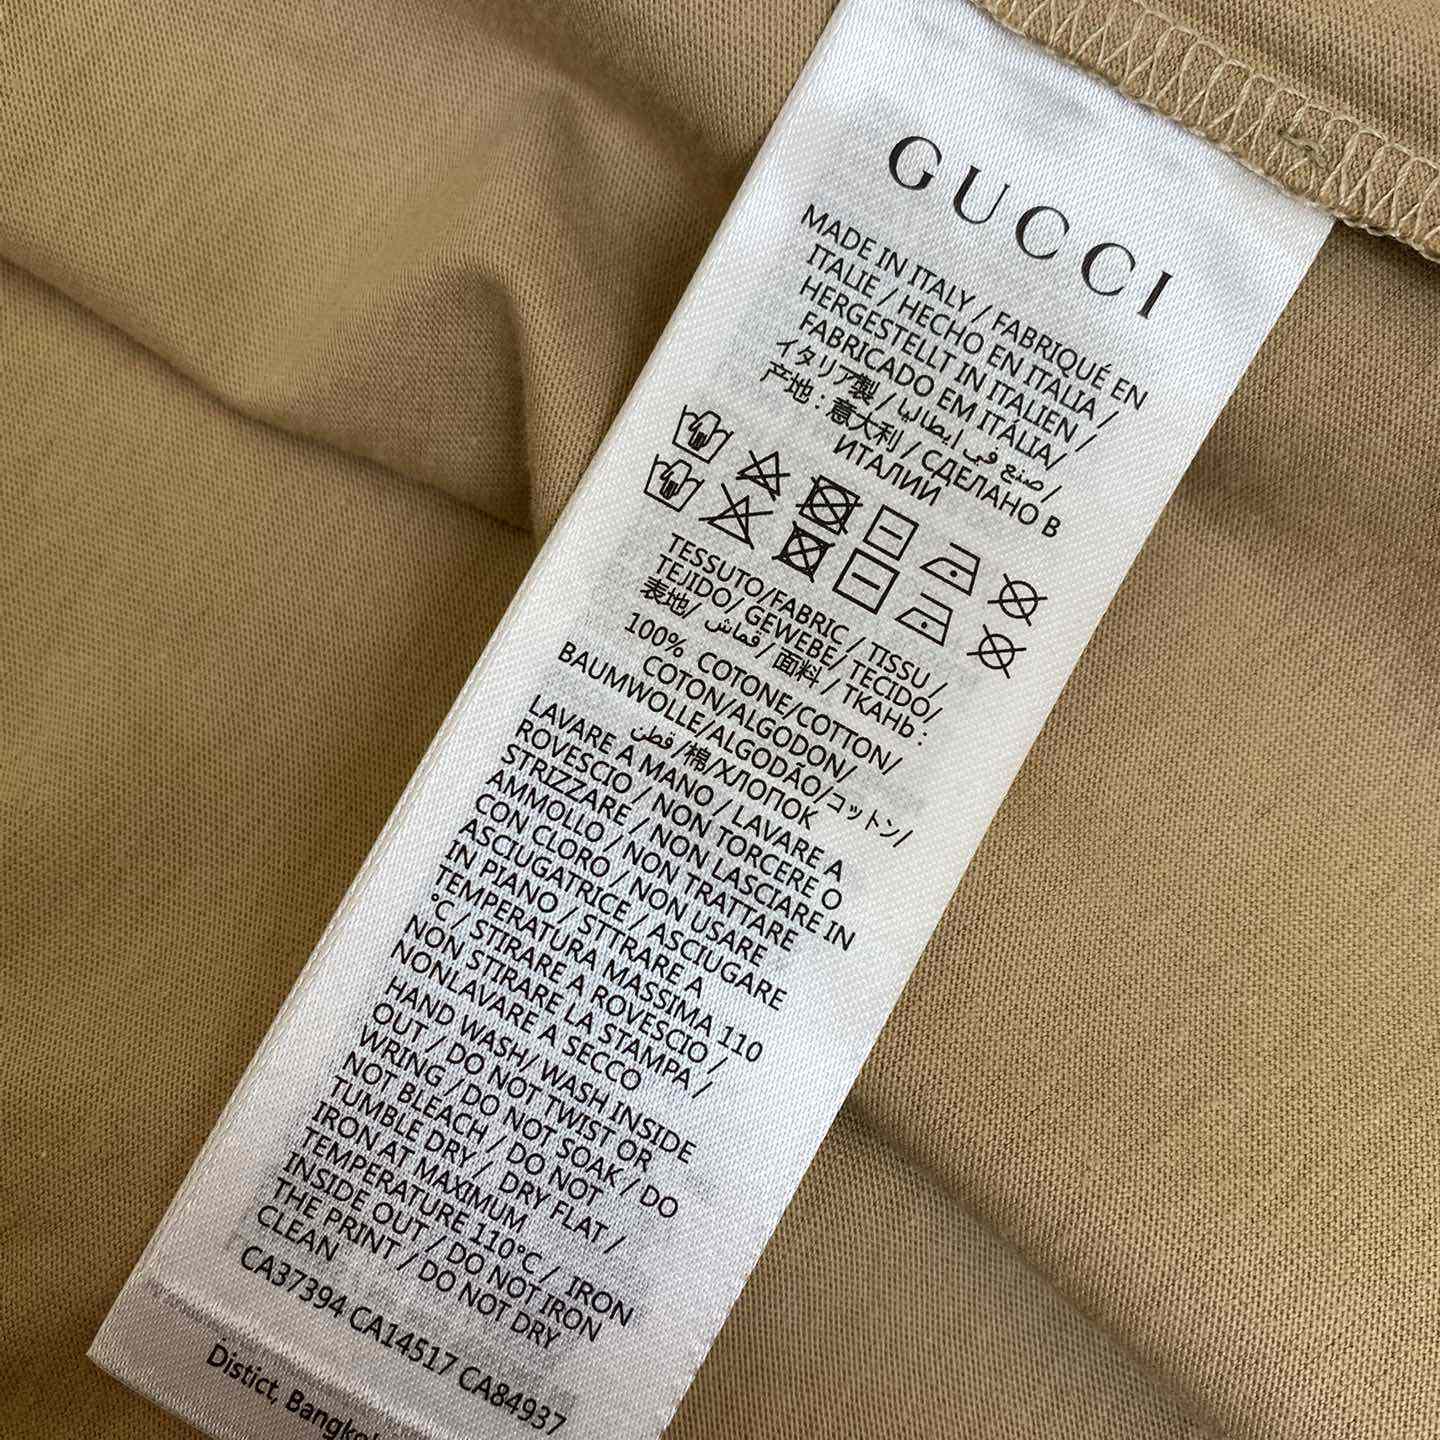 GUCCI
MADE IN ITALY / FABRIQUÉ EN
ITALIE / HECHO EN ITALIA /
HERGESTELLT IN ITALIEN /
FABRICADO EM ITÁLIA/
イタリア製 / صنع في إيطاليا /
产地 : 意大利 / СДЕЛАНО В
ИТАЛИИ
TESSUTO/FABRIC / TISSU /
TEJIDO/ GEWEBE/ TECIDO/
表地/ قماش / 面料 / ТКАНЬ :
100% COTONE/COTTON/
COTON/ALGODON/
BAUMWOLLE/ALGODÃO/コットン/
قطن /棉/ХЛОПОК
LAVARE A MANO / LAVARE A
ROVESCIO / NON TORCERE O
STRIZZARE / NON LASCIARE IN
AMMOLLO / NON TRATTARE
CON CLORO / NON USARE
ASCIUGATRICE / ASCIUGARE
IN PIANO / STTRARE A
TEMPERATURA MASSIMA 110
°C / STIRARE A ROVESCIO /
NON STIRARE LA STAMPA /
NONLAVARE A SECCO
HAND WASH/ WASH INSIDE
OUT / DO NOT TWIST OR
WRING / DO NOT SOAK / DO
NOT BLEACH / DO NOT
TUMBLE DRY / DRY FLAT /
IRON AT MAXIMUM
TEMPERATURE 110°C / IRON
INSIDE OUT / DO NOT IRON
THE PRINT / DO NOT DRY
CLEAN
CA37394 CA14517 CA84937
Distict,